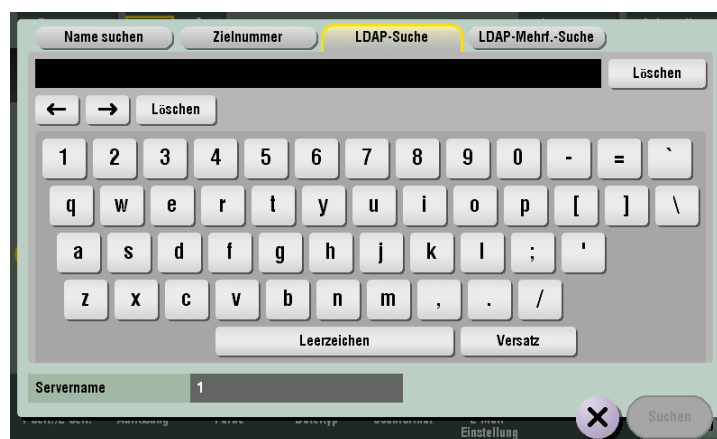 Name suchen Zielnummer LDAP-Suche LDAP-Mehrf.-Suche
Löschen
← → Löschen
1 2 3 4 5 6 7 8 9 0 - = `
q w e r t y u i o p [ ] \
a s d f g h j k l ; '
z x c v b n m , . /
Leerzeichen Versatz
Servername 1
Suchen
Einstellung